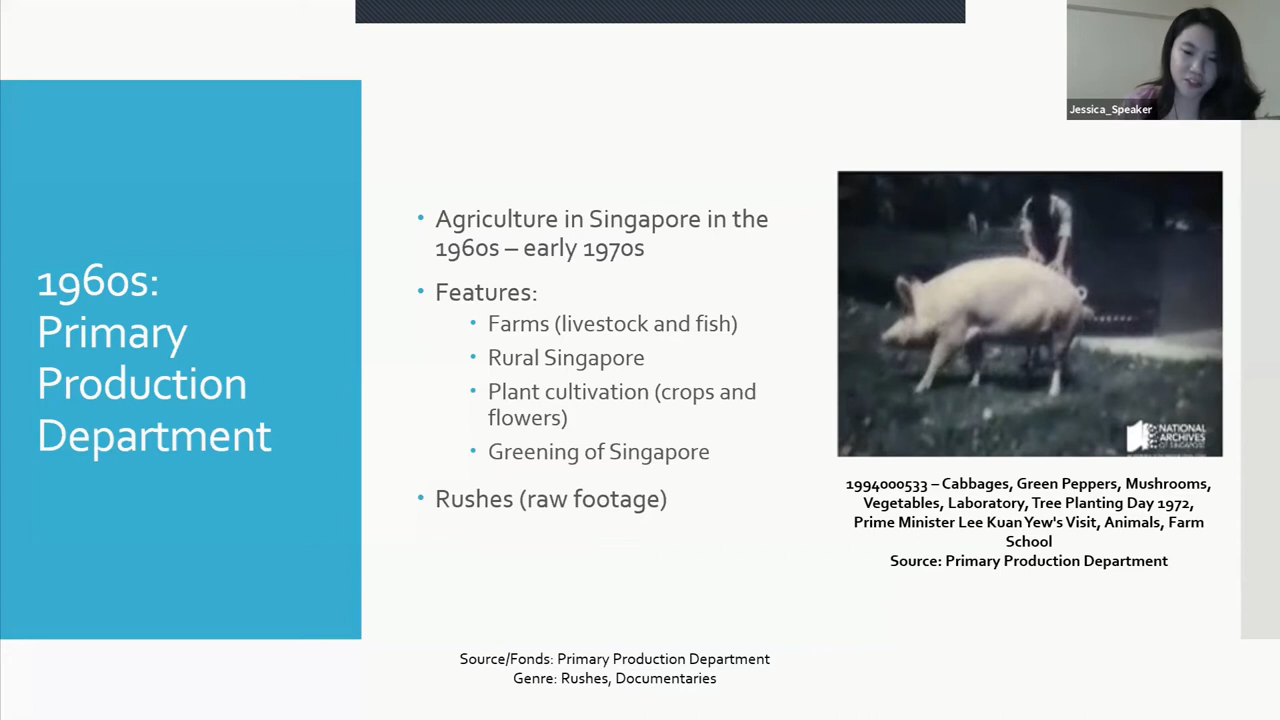 Jessica_Speaker
1960s:
Primary
Production
Department
• Agriculture in Singapore in the
1960s – early 1970s
• Features:
• Farms (livestock and fish)
• Rural Singapore
• Plant cultivation (crops and
flowers)
• Greening of Singapore
• Rushes (raw footage)
NATIONAL
ARCHIVES
OF SINGAPORE
1994000533 – Cabbages, Green Peppers, Mushrooms,
Vegetables, Laboratory, Tree Planting Day 1972,
Prime Minister Lee Kuan Yew's Visit, Animals, Farm
School
Source: Primary Production Department
Source/Fonds: Primary Production Department
Genre: Rushes, Documentaries